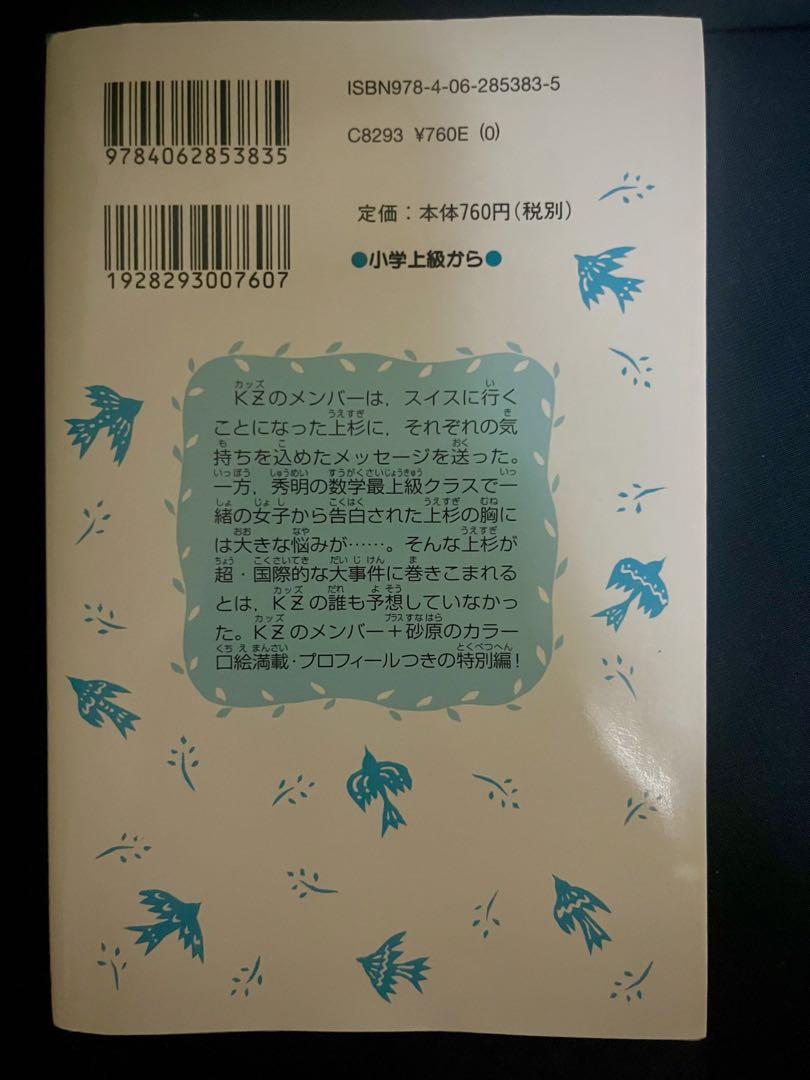 ISBN978-4-06-285383-5
C8293 ¥760E (0)
9784062853835
定価：本体760円(税別)
●小学上級から●
1928293007607
KZのメンバーは，スイスに行く
ことになった上杉に，それぞれの気
持ちを込めたメッセージを送った。
一方，秀明の数学最上級クラスで一
緒の女子から告白された上杉の胸に
は大きな悩みが……。そんな上杉が
超・国際的な大事件に巻きこまれる
とは，KZの誰も予想していなかっ
た。KZのメンバー＋砂原のカラー
口絵満載・プロフィールつきの特別編！